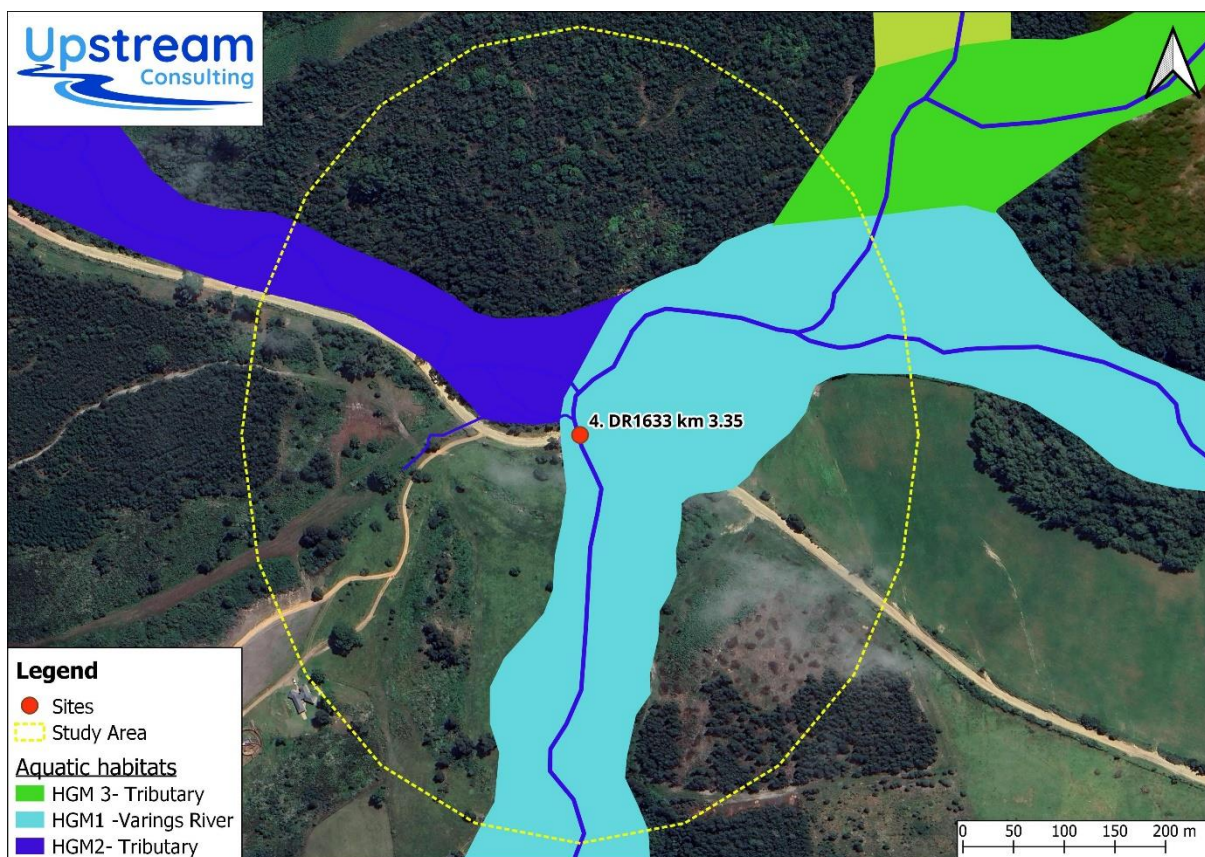 Upstream
Consulting
4. DR1633 km 3.35
Legend
Sites
Study Area
Aquatic habitats
HGM 3- Tributary
HGM1 -Varings River
HGM2- Tributary
0 50 100 150 200 m